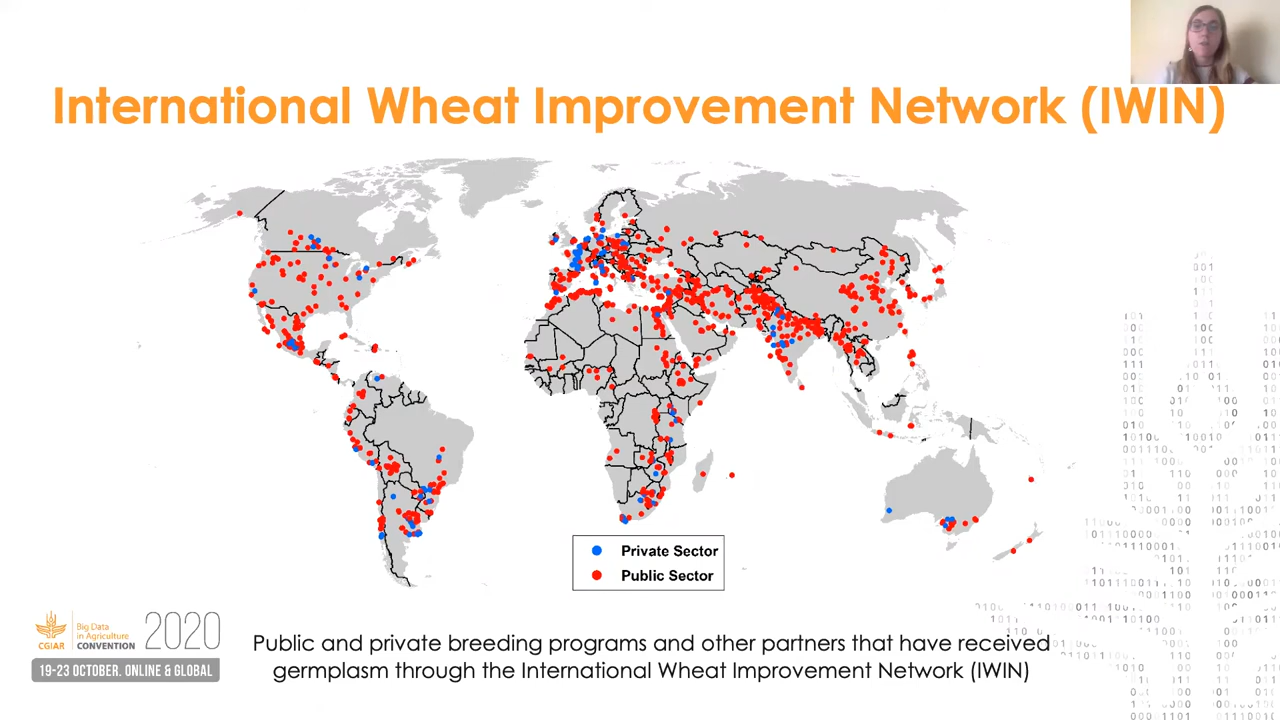 International Wheat Improvement Network (IWIN)
Private Sector
Public Sector
CGIAR
Big Data
in Agriculture
CONVENTION
2020
19-23 OCTOBER. ONLINE & GLOBAL
Public and private breeding programs and other partners that have received
germplasm through the International Wheat Improvement Network (IWIN)